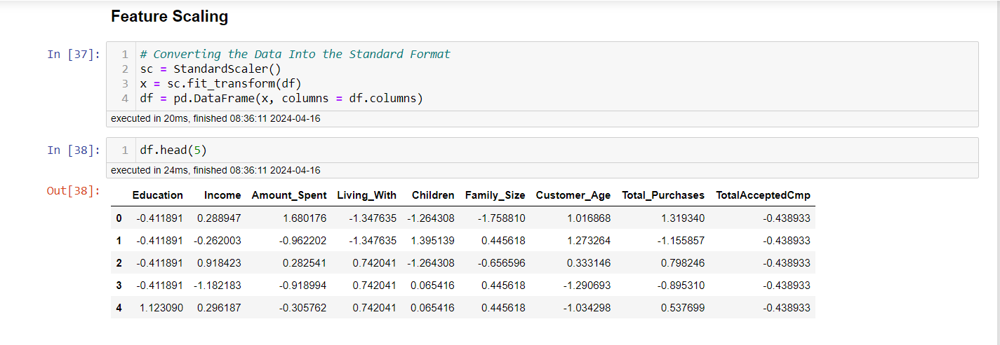 Feature Scaling
In [37]:
1 # Converting the Data Into the Standard Format
2 sc = StandardScaler()
3 x = sc.fit_transform(df)
4 df = pd.DataFrame(x, columns = df.columns)
executed in 20ms, finished 08:36:11 2024-04-16
In [38]:
1 df.head(5)
executed in 24ms, finished 08:36:11 2024-04-16
Out[38]:
Education Income Amount_Spent Living_With Children Family_Size Customer_Age Total_Purchases TotalAcceptedCmp
0 -0.411891 0.288947 1.680176 -1.347635 -1.264308 -1.758810 1.016868 1.319340 -0.438933
1 -0.411891 -0.262003 -0.962202 -1.347635 1.395139 0.445618 1.273264 -1.155857 -0.438933
2 -0.411891 0.918423 0.282541 0.742041 -1.264308 -0.656596 0.333146 0.798246 -0.438933
3 -0.411891 -1.182183 -0.918994 0.742041 0.065416 0.445618 -1.290693 -0.895310 -0.438933
4 1.123090 0.296187 -0.305762 0.742041 0.065416 0.445618 -1.034298 0.537699 -0.438933